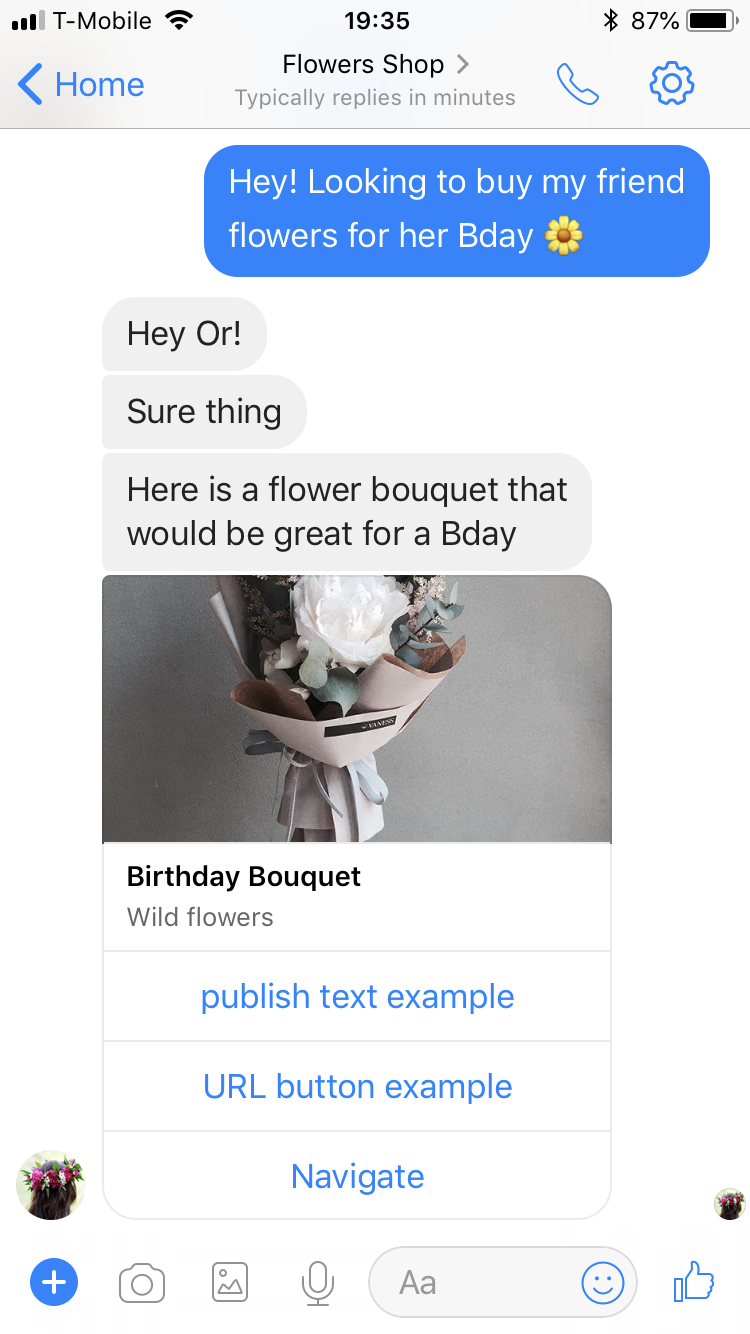 T-Mobile 19:35 87%
Home Flowers Shop
Typically replies in minutes
Hey! Looking to buy my friend
flowers for her Bday 🌼
Hey Or!
Sure thing
Here is a flower bouquet that
would be great for a Bday
VANESS
Birthday Bouquet
Wild flowers
publish text example
URL button example
Navigate
Aa